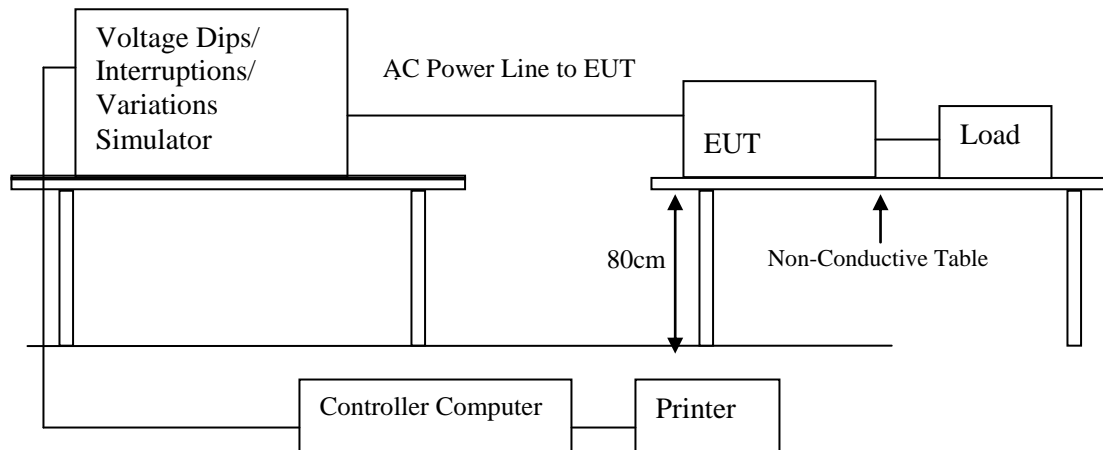 Voltage Dips/
Interruptions/
Variations
Simulator
AC Power Line to EUT
EUT
Load
80cm
Non-Conductive Table
Controller Computer
Printer